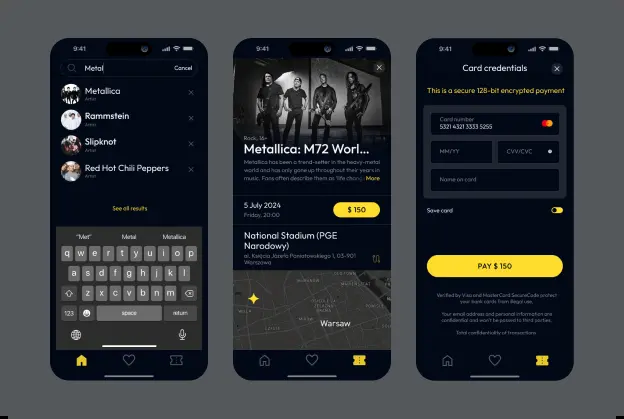 9:41
Metal
Cancel
Metallica
Artist
Rammstein
Artist
Slipknot
Artist
Red Hot Chili Peppers
Artist
See all results
"Met"
Metal
Metallica
q w e r t y u i o p
a s d f g h j k l
z x c v b n m
123
space
return
9:41
Rock, 16+
Metallica: M72 Worl...
Metallica has been a trend-setter in the heavy-metal
world and has only gone up throughout their years in
music. Fans often describe them as 'life chang
More
5 July 2024
Friday, 20:00
$ 150
National Stadium (PGE
Narodowy)
al. Księcia Józefa Poniatowskiego 1, 03-901
Warszawa
Warsaw
9:41
Card credentials
This is a secure 128-bit encrypted payment
Card number
5321 4321 3333 5255
MM/YY
CVV/CVC
Name on card
Save card
PAY $ 150
Verified by Visa and MasterCard SecureCode protect
your bank cards from illegal use.
Your email address and personal information are
confidential and won't be passed to third parties.
Total confidentiality of transactions